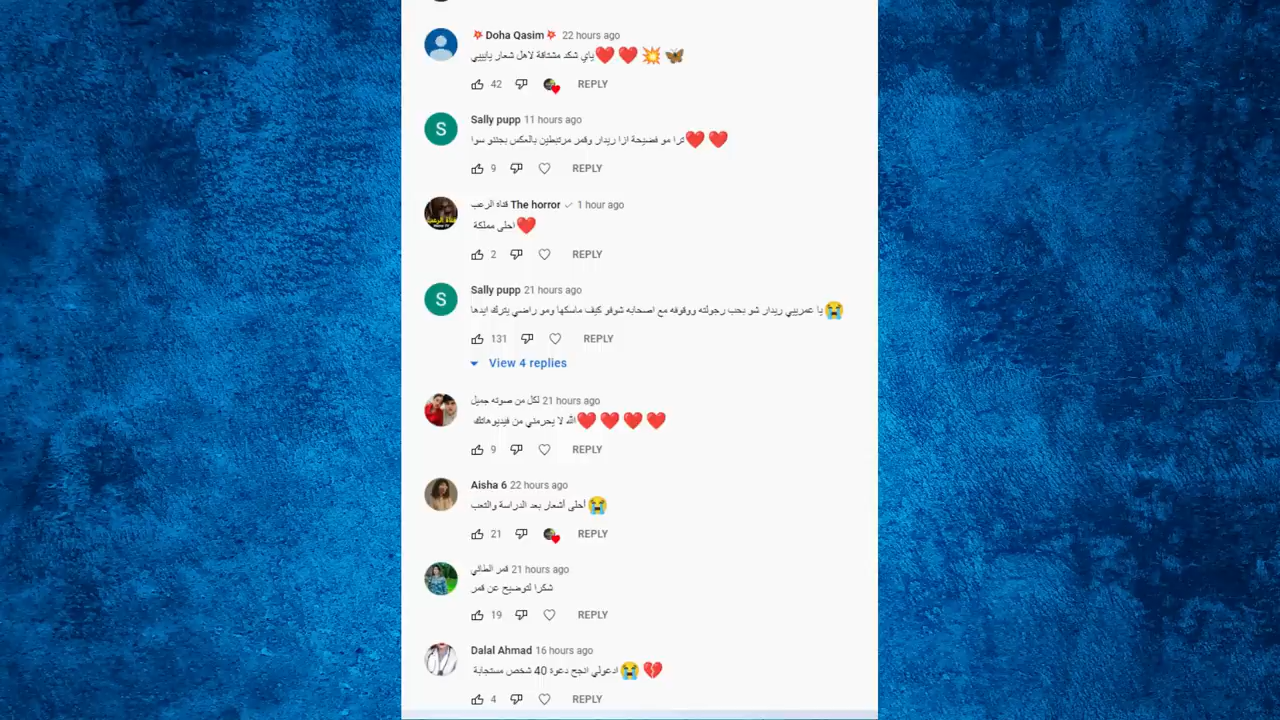 Doha Qasim 22 hours ago
ياي شكد مشتاقة لاهل شعار يايييي
42 REPLY
S
Sally pupp 11 hours ago
ترا مو فضيحة ازا ريدار وقمر مرتبطين بالعكس بجننو سوا
9 REPLY
قناة الرعب The horror 1 hour ago
احلى مملكة
2 REPLY
S
Sally pupp 21 hours ago
يا عمرييي ريدار شو بحب رجولته ووقوفه مع اصحابه شوفو كيف ماسكها ومو راضي يترك ايدها
131 REPLY
View 4 replies
لكل من صوته جميل 21 hours ago
الله لا يحرمني من فيديوهاتك
9 REPLY
Aisha 6 22 hours ago
أحلى أشعار بعد الدراسة والتعب
21 REPLY
قمر الطائي 21 hours ago
شكرا لتوضيح عن قمر
19 REPLY
Dalal Ahmad 16 hours ago
ادعولي انجح دعوة 40 شخص مستجابة
4 REPLY